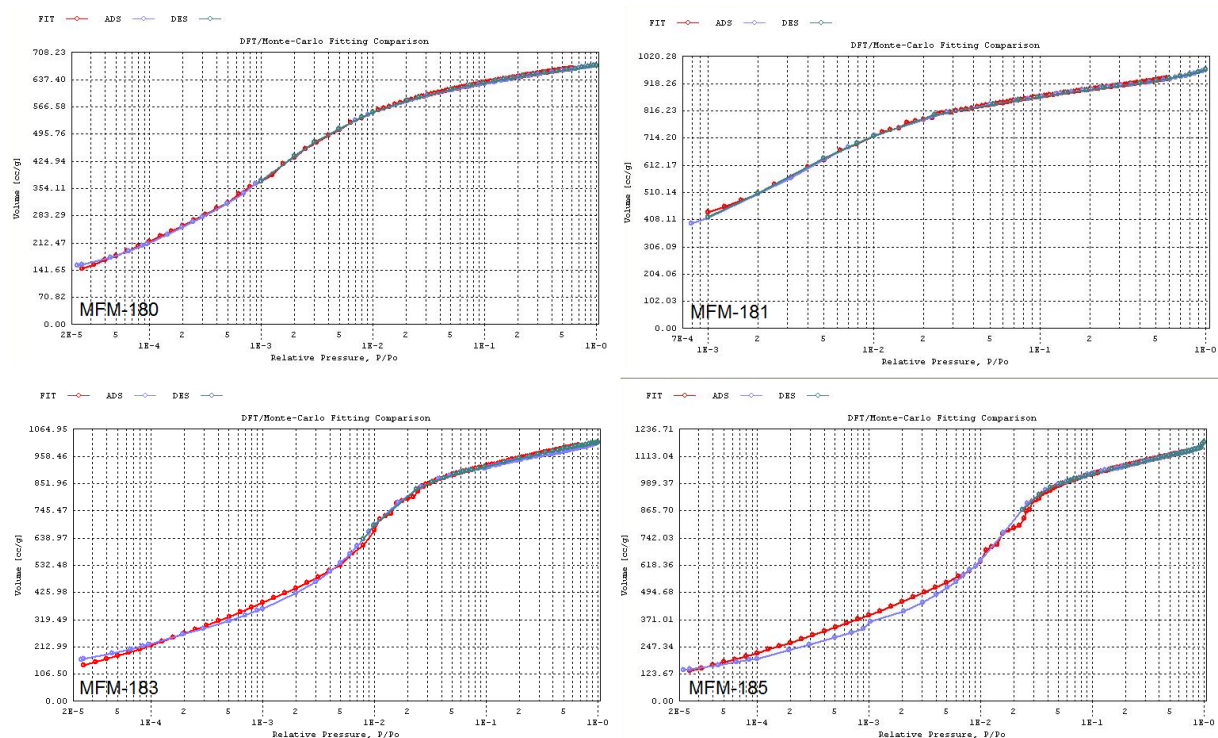 FIT ADS DES
DFT/Monte-Carlo Fitting Comparison
708.23
637.40
566.58
495.76
424.94
354.11
283.29
212.47
141.65
70.82
0.00
Volume [cc/g]
MFM-180
2E-5 5 1E-4 2 5 1E-3 2 5 1E-2 2 5 1E-1 2 5 1E-0
Relative Pressure, P/Po
FIT ADS DES
DFT/Monte-Carlo Fitting Comparison
1020.28
918.26
816.23
714.20
612.17
510.14
408.11
306.09
204.06
102.03
0.00
Volume [cc/g]
MFM-181
7E-4 1E-3 2 5 1E-2 2 5 1E-1 2 5 1E-0
Relative Pressure, P/Po
FIT ADS DES
DFT/Monte-Carlo Fitting Comparison
1064.95
958.46
851.96
745.47
638.97
532.48
425.98
319.49
212.99
106.50
0.00
Volume [cc/g]
MFM-183
2E-5 5 1E-4 2 5 1E-3 2 5 1E-2 2 5 1E-1 2 5 1E-0
Relative Pressure, P/Po
FIT ADS DES
DFT/Monte-Carlo Fitting Comparison
1236.71
1113.04
989.37
865.70
742.03
618.36
494.68
371.01
247.34
123.67
0.00
Volume [cc/g]
MFM-185
2E-5 5 1E-4 2 5 1E-3 2 5 1E-2 2 5 1E-1 2 5 1E-0
Relative Pressure, P/Po